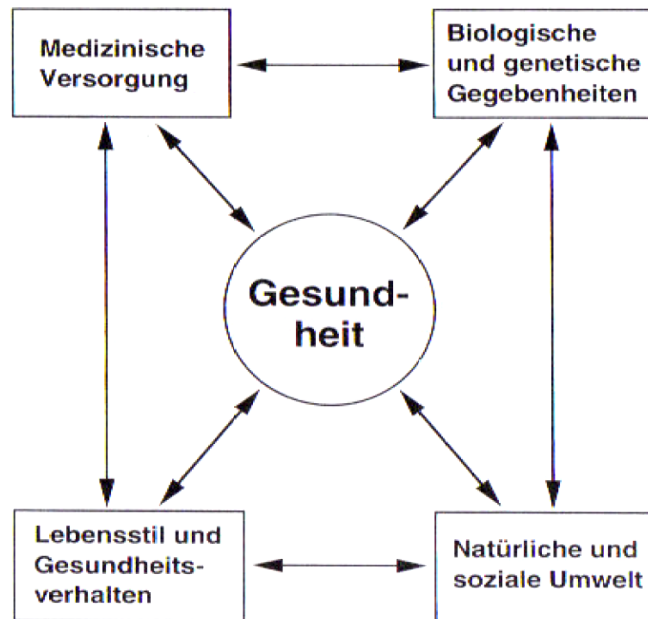 Medizinische
Versorgung
Biologische
und genetische
Gegebenheiten
Gesund-
heit
Lebensstil und
Gesundheits-
verhalten
Natürliche und
soziale Umwelt